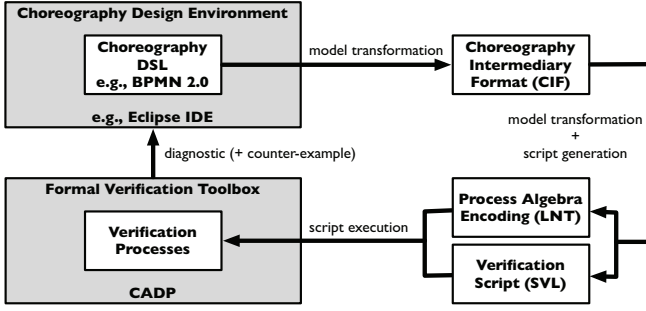 Choreography Design Environment
Choreography
DSL
e.g., BPMN 2.0
e.g., Eclipse IDE
model transformation
Choreography
Intermediary
Format (CIF)
model transformation
+
script generation
diagnostic (+ counter-example)
Formal Verification Toolbox
Verification
Processes
CADP
script execution
Process Algebra
Encoding (LNT)
Verification
Script (SVL)